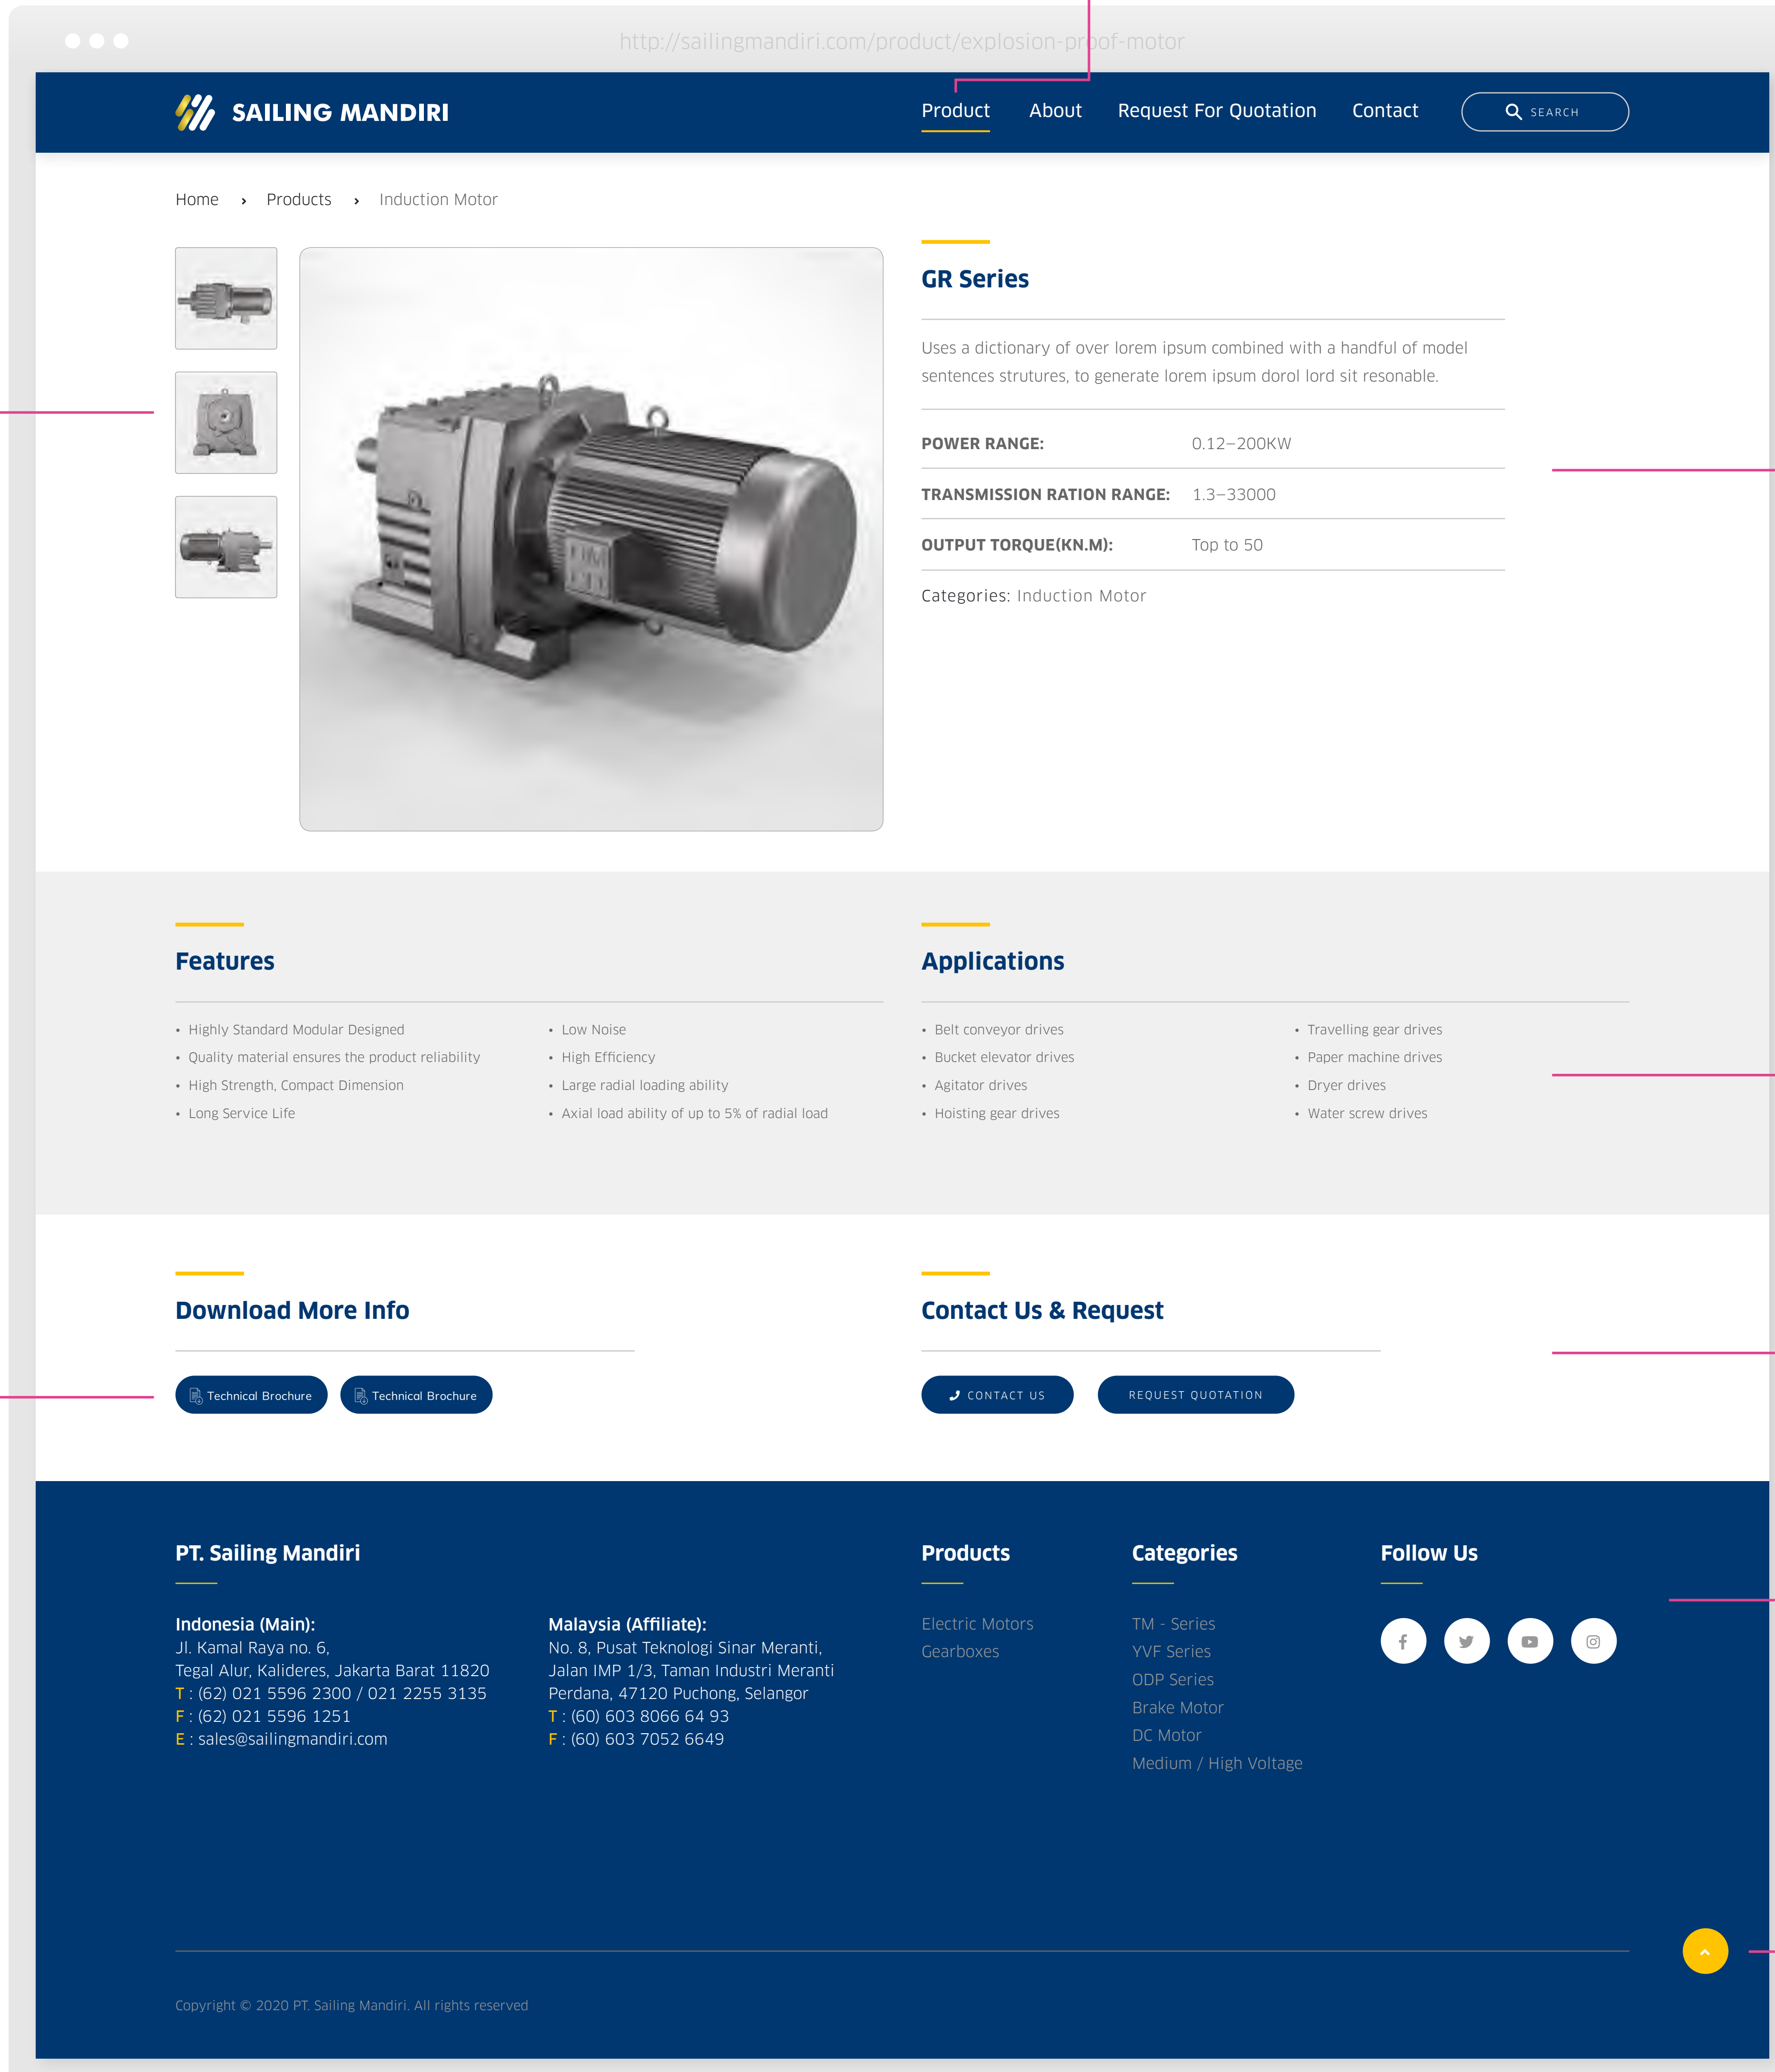 http://sailingmandiri.com/product/explosion-proof-motor
SAILING MANDIRI
Product About Request For Quotation Contact SEARCH
Home › Products › Induction Motor
GR Series
Uses a dictionary of over lorem ipsum combined with a handful of model
sentences strutures, to generate lorem ipsum dorol lord sit resonable.
POWER RANGE: 0.12–200KW
TRANSMISSION RATION RANGE: 1.3–33000
OUTPUT TORQUE(KN.M): Top to 50
Categories: Induction Motor
Features
• Highly Standard Modular Designed
• Quality material ensures the product reliability
• High Strength, Compact Dimension
• Long Service Life
• Low Noise
• High Efficiency
• Large radial loading ability
• Axial load ability of up to 5% of radial load
Applications
• Belt conveyor drives
• Bucket elevator drives
• Agitator drives
• Hoisting gear drives
• Travelling gear drives
• Paper machine drives
• Dryer drives
• Water screw drives
Download More Info
Technical Brochure Technical Brochure
Contact Us & Request
CONTACT US REQUEST QUOTATION
PT. Sailing Mandiri
Indonesia (Main):
Jl. Kamal Raya no. 6,
Tegal Alur, Kalideres, Jakarta Barat 11820
T : (62) 021 5596 2300 / 021 2255 3135
F : (62) 021 5596 1251
E : sales@sailingmandiri.com
Malaysia (Affiliate):
No. 8, Pusat Teknologi Sinar Meranti,
Jalan IMP 1/3, Taman Industri Meranti
Perdana, 47120 Puchong, Selangor
T : (60) 603 8066 64 93
F : (60) 603 7052 6649
Products
Electric Motors
Gearboxes
Categories
TM - Series
YVF Series
ODP Series
Brake Motor
DC Motor
Medium / High Voltage
Follow Us
Copyright © 2020 PT. Sailing Mandiri. All rights reserved